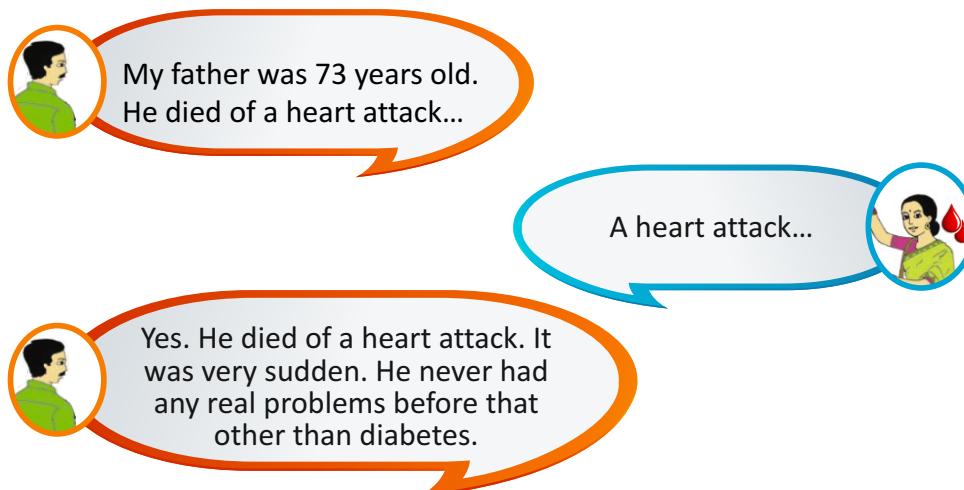 My father was 73 years old.
He died of a heart attack…
A heart attack…
Yes. He died of a heart attack. It
was very sudden. He never had
any real problems before that
other than diabetes.